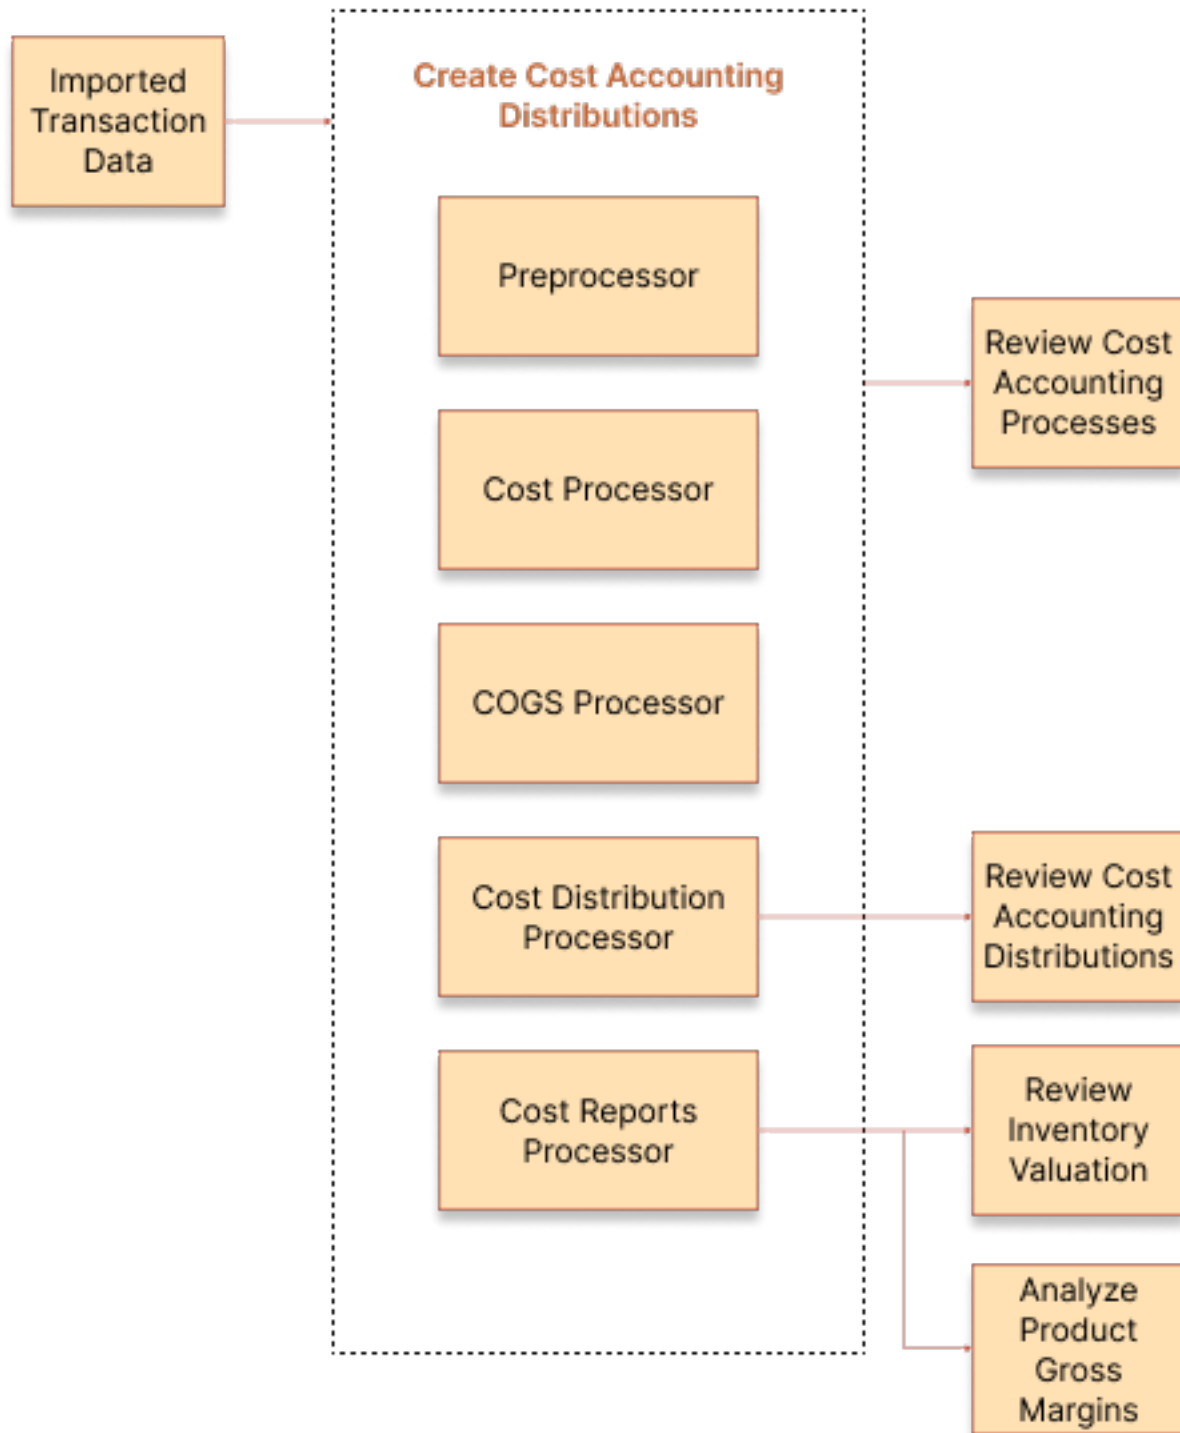 Imported
Transaction
Data
Create Cost Accounting
Distributions
Preprocessor
Review Cost
Accounting
Processes
Cost Processor
COGS Processor
Cost Distribution
Processor
Review Cost
Accounting
Distributions
Cost Reports
Processor
Review
Inventory
Valuation
Analyze
Product
Gross
Margins